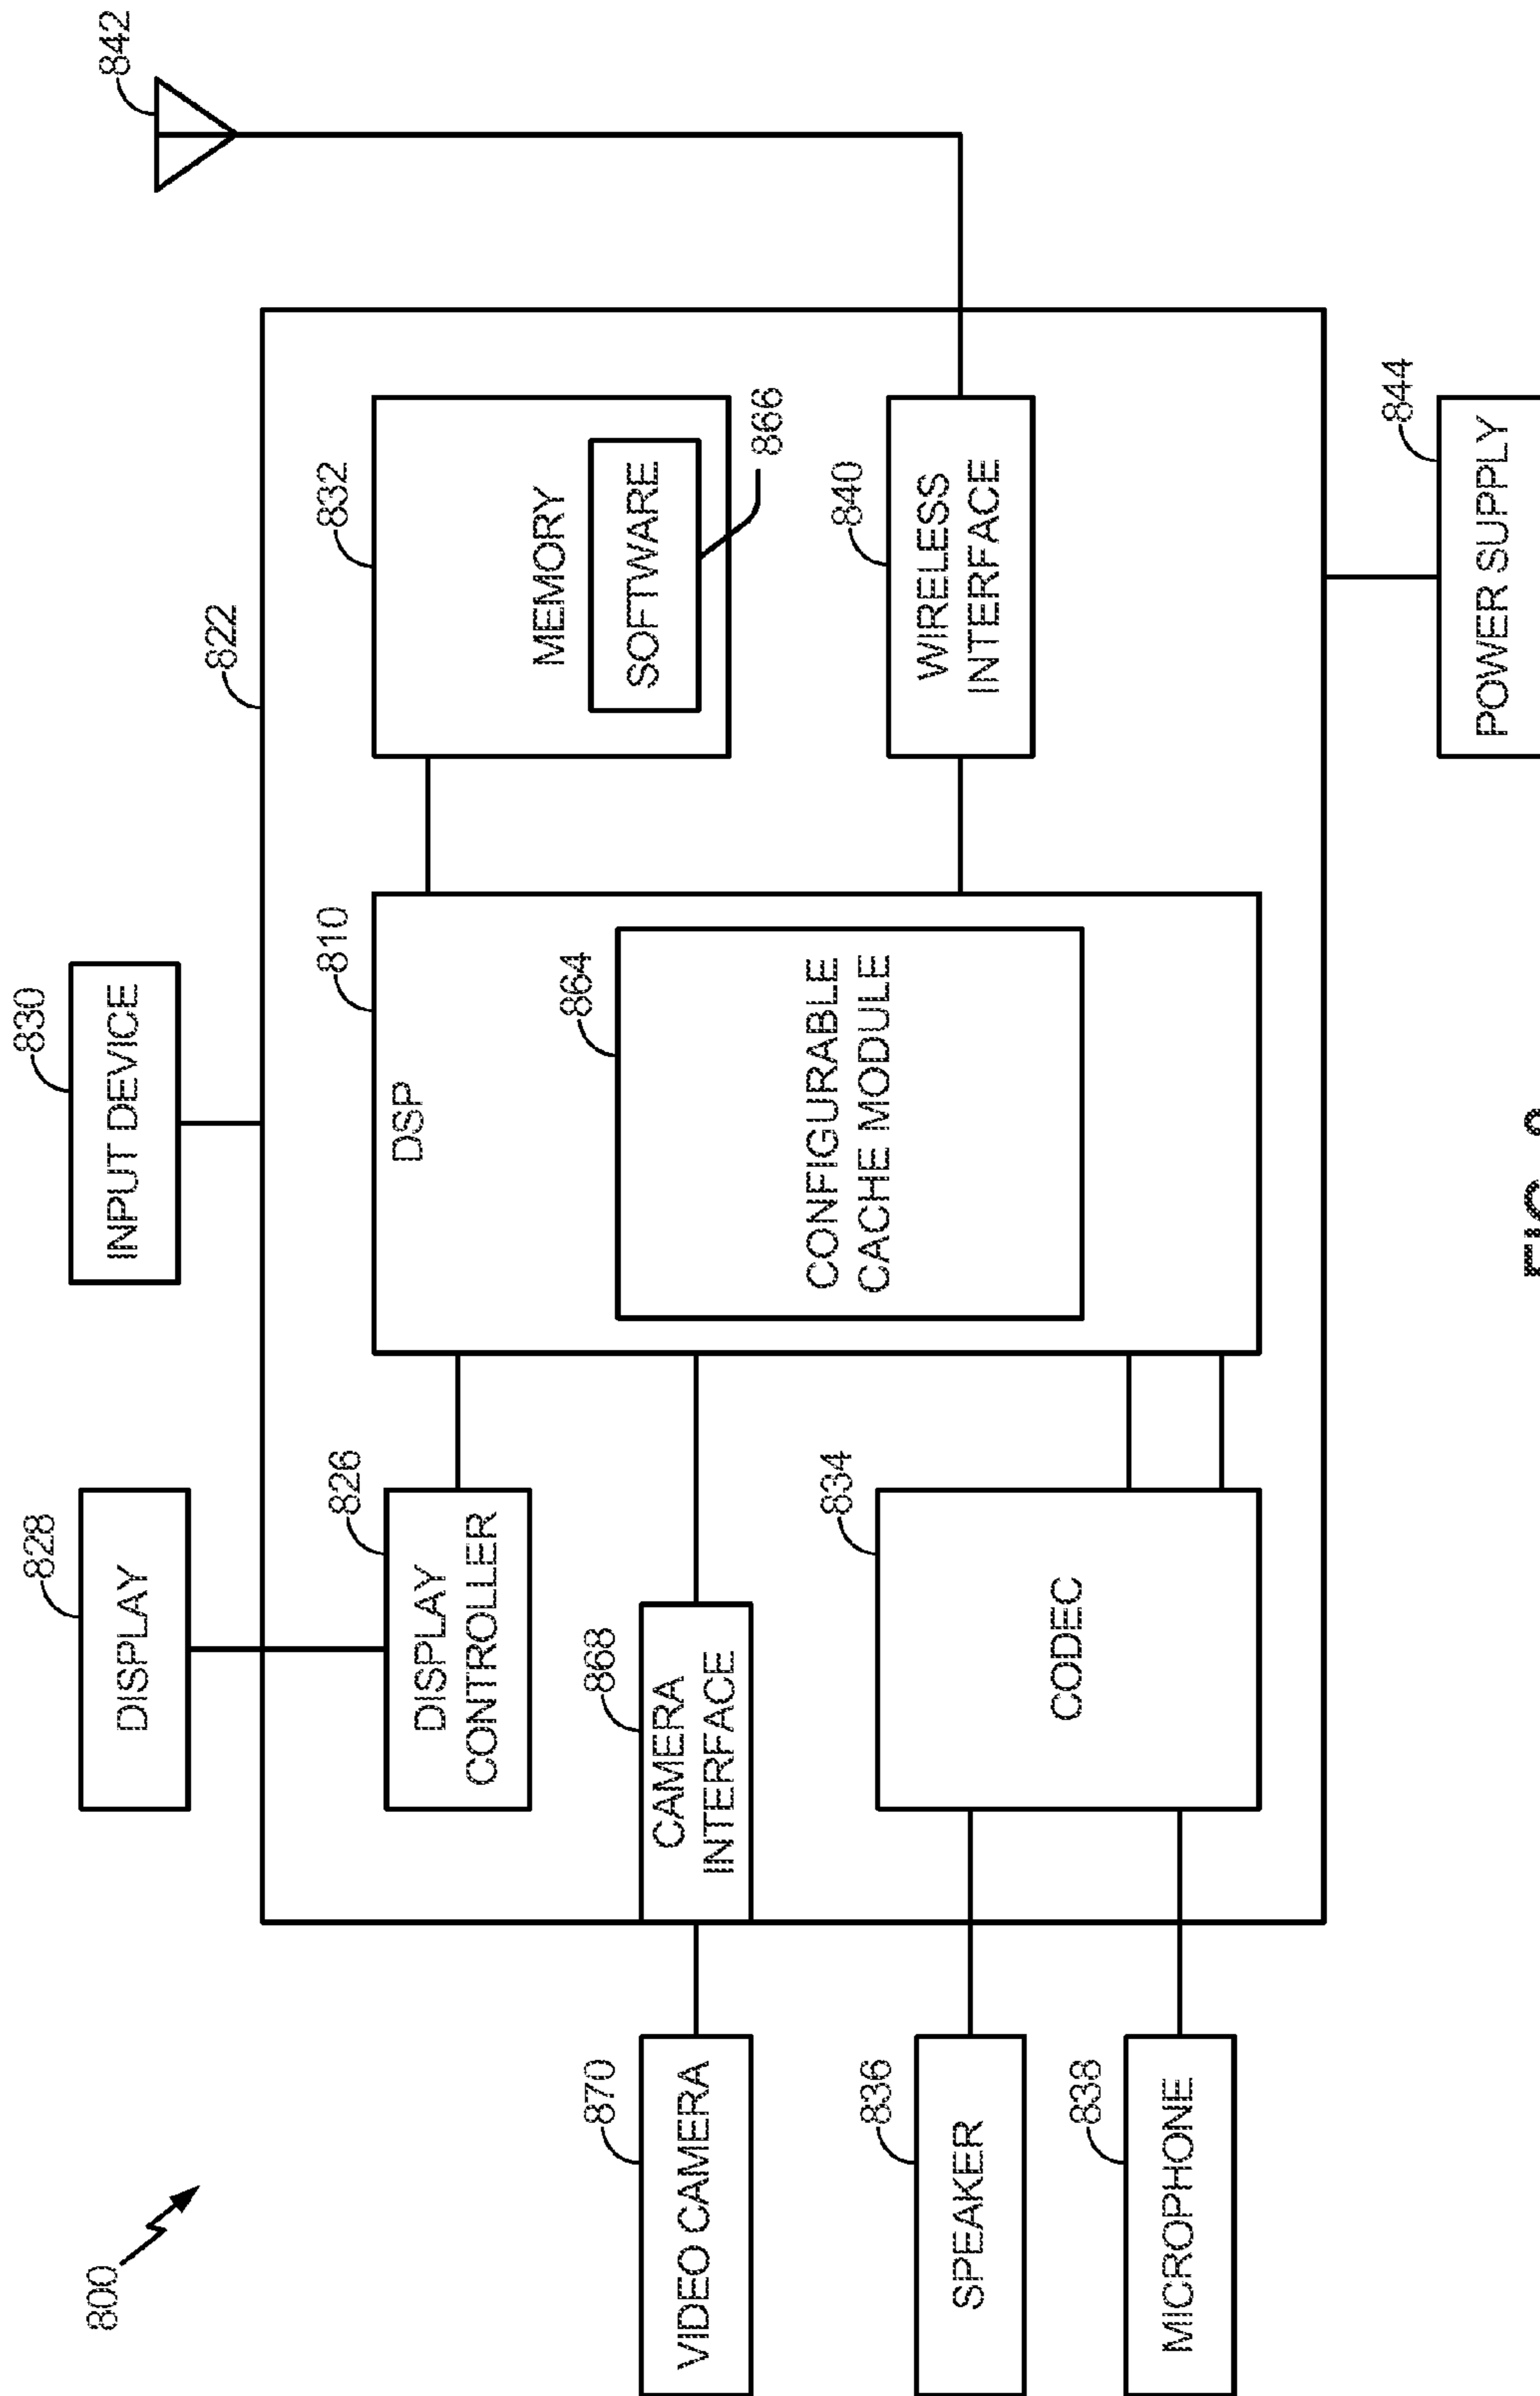 800
828
DISPLAY
830
INPUT DEVICE
822
842
826
DISPLAY
CONTROLLER
810
DSP
832
MEMORY
SOFTWARE
866
870
VIDEO CAMERA
868
CAMERA
INTERFACE
864
CONFIGURABLE
CACHE MODULE
836
SPEAKER
834
CODEC
840
WIRELESS
INTERFACE
838
MICROPHONE
844
POWER SUPPLY